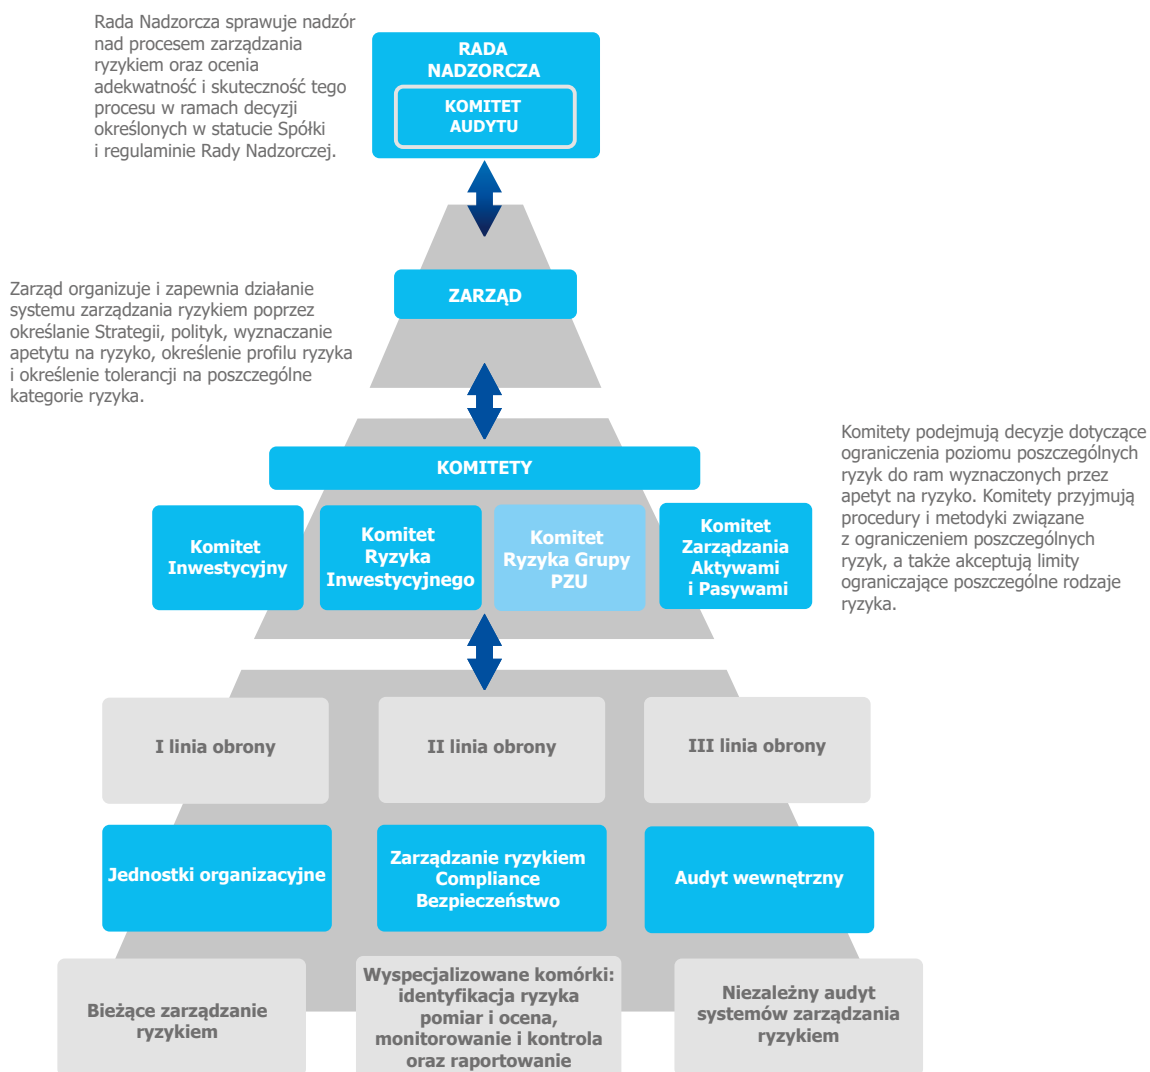 Rada Nadzorcza sprawuje nadzór
nad procesem zarządzania
ryzykiem oraz ocenia
adekwatność i skuteczność tego
procesu w ramach decyzji
określonych w statucie Spółki
i regulaminie Rady Nadzorczej.
RADA
NADZORCZA
KOMITET
AUDYTU
Zarząd organizuje i zapewnia działanie
systemu zarządzania ryzykiem poprzez
określanie Strategii, polityk, wyznaczanie
apetytu na ryzyko, określenie profilu ryzyka
i określenie tolerancji na poszczególne
kategorie ryzyka.
ZARZĄD
KOMITETY
Komitet
Inwestycyjny
Komitet
Ryzyka
Inwestycyjnego
Komitet
Ryzyka Grupy
PZU
Komitet
Zarządzania
Aktywami
i Pasywami
Komitety podejmują decyzje dotyczące
ograniczenia poziomu poszczególnych
ryzyk do ram wyznaczonych przez
apetyt na ryzyko. Komitety przyjmują
procedury i metodyki związane
z ograniczeniem poszczególnych
ryzyk, a także akceptują limity
ograniczające poszczególne rodzaje
ryzyka.
I linia obrony
II linia obrony
III linia obrony
Jednostki organizacyjne
Zarządzanie ryzykiem
Compliance
Bezpieczeństwo
Audyt wewnętrzny
Bieżące zarządzanie
ryzykiem
Wyspecjalizowane komórki:
identyfikacja ryzyka
pomiar i ocena,
monitorowanie i kontrola
oraz raportowanie
Niezależny audyt
systemów zarządzania
ryzykiem